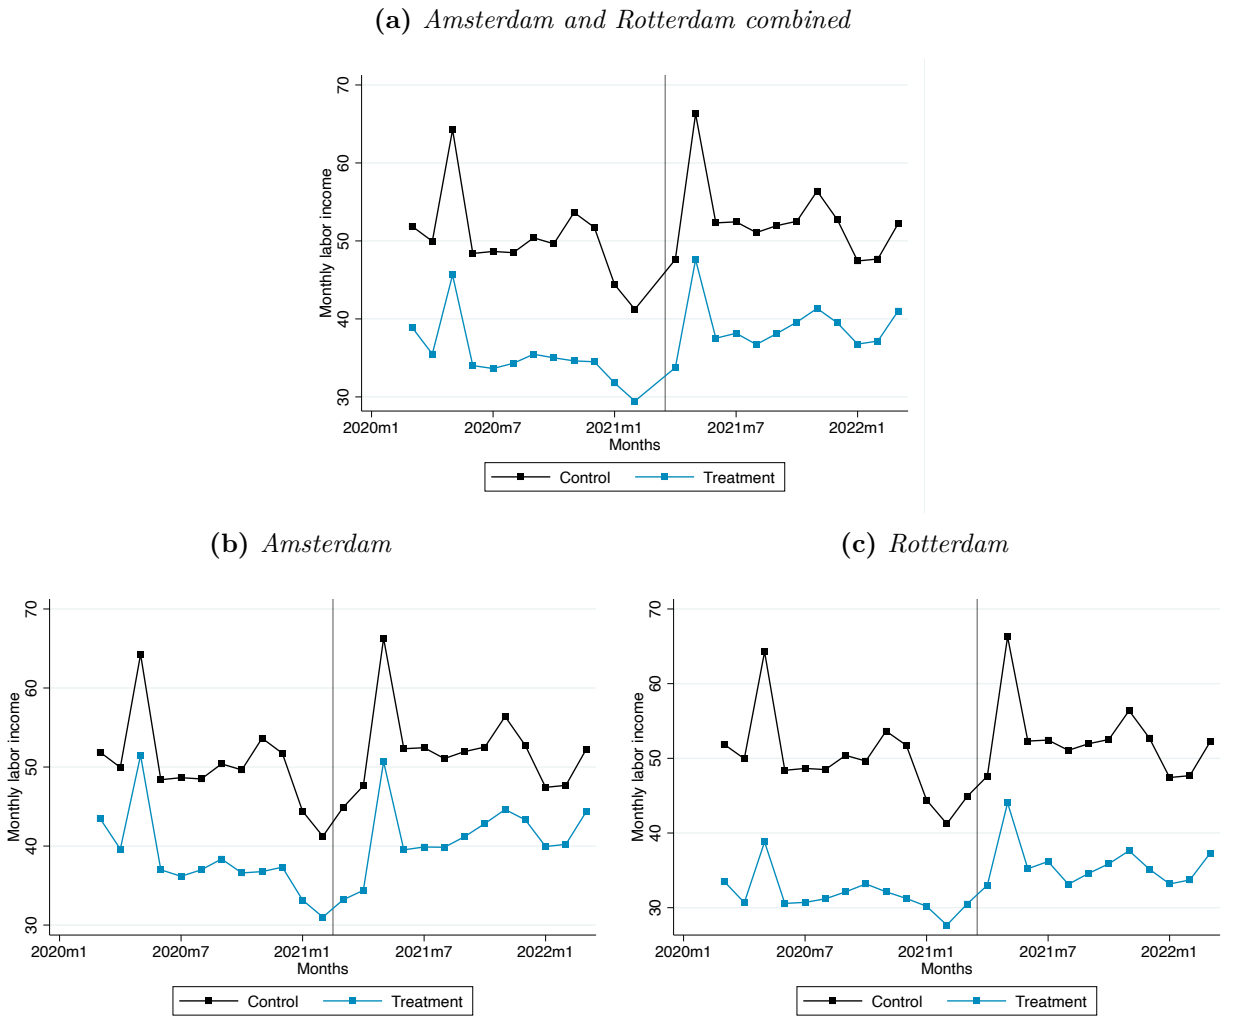 (a) Amsterdam and Rotterdam combined
Monthly labor income
70
60
50
40
30
2020m1 2020m7 2021m1 2021m7 2022m1
Months
Control Treatment
(b) Amsterdam
Monthly labor income
70
60
50
40
30
2020m1 2020m7 2021m1 2021m7 2022m1
Months
Control Treatment
(c) Rotterdam
Monthly labor income
70
60
50
40
30
2020m1 2020m7 2021m1 2021m7 2022m1
Months
Control Treatment